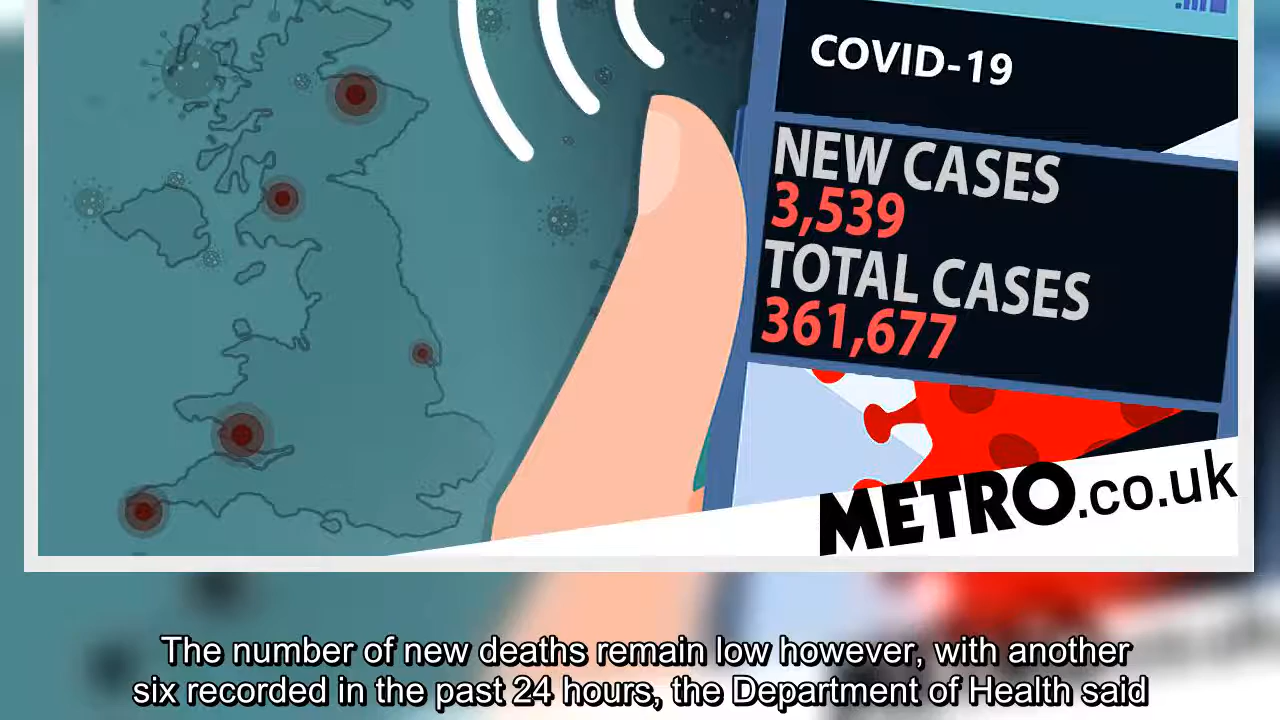 COVID-19
NEW CASES
3,539
TOTAL CASES
361,677
METRO.co.uk
The number of new deaths remain low however, with another
six recorded in the past 24 hours, the Department of Health said